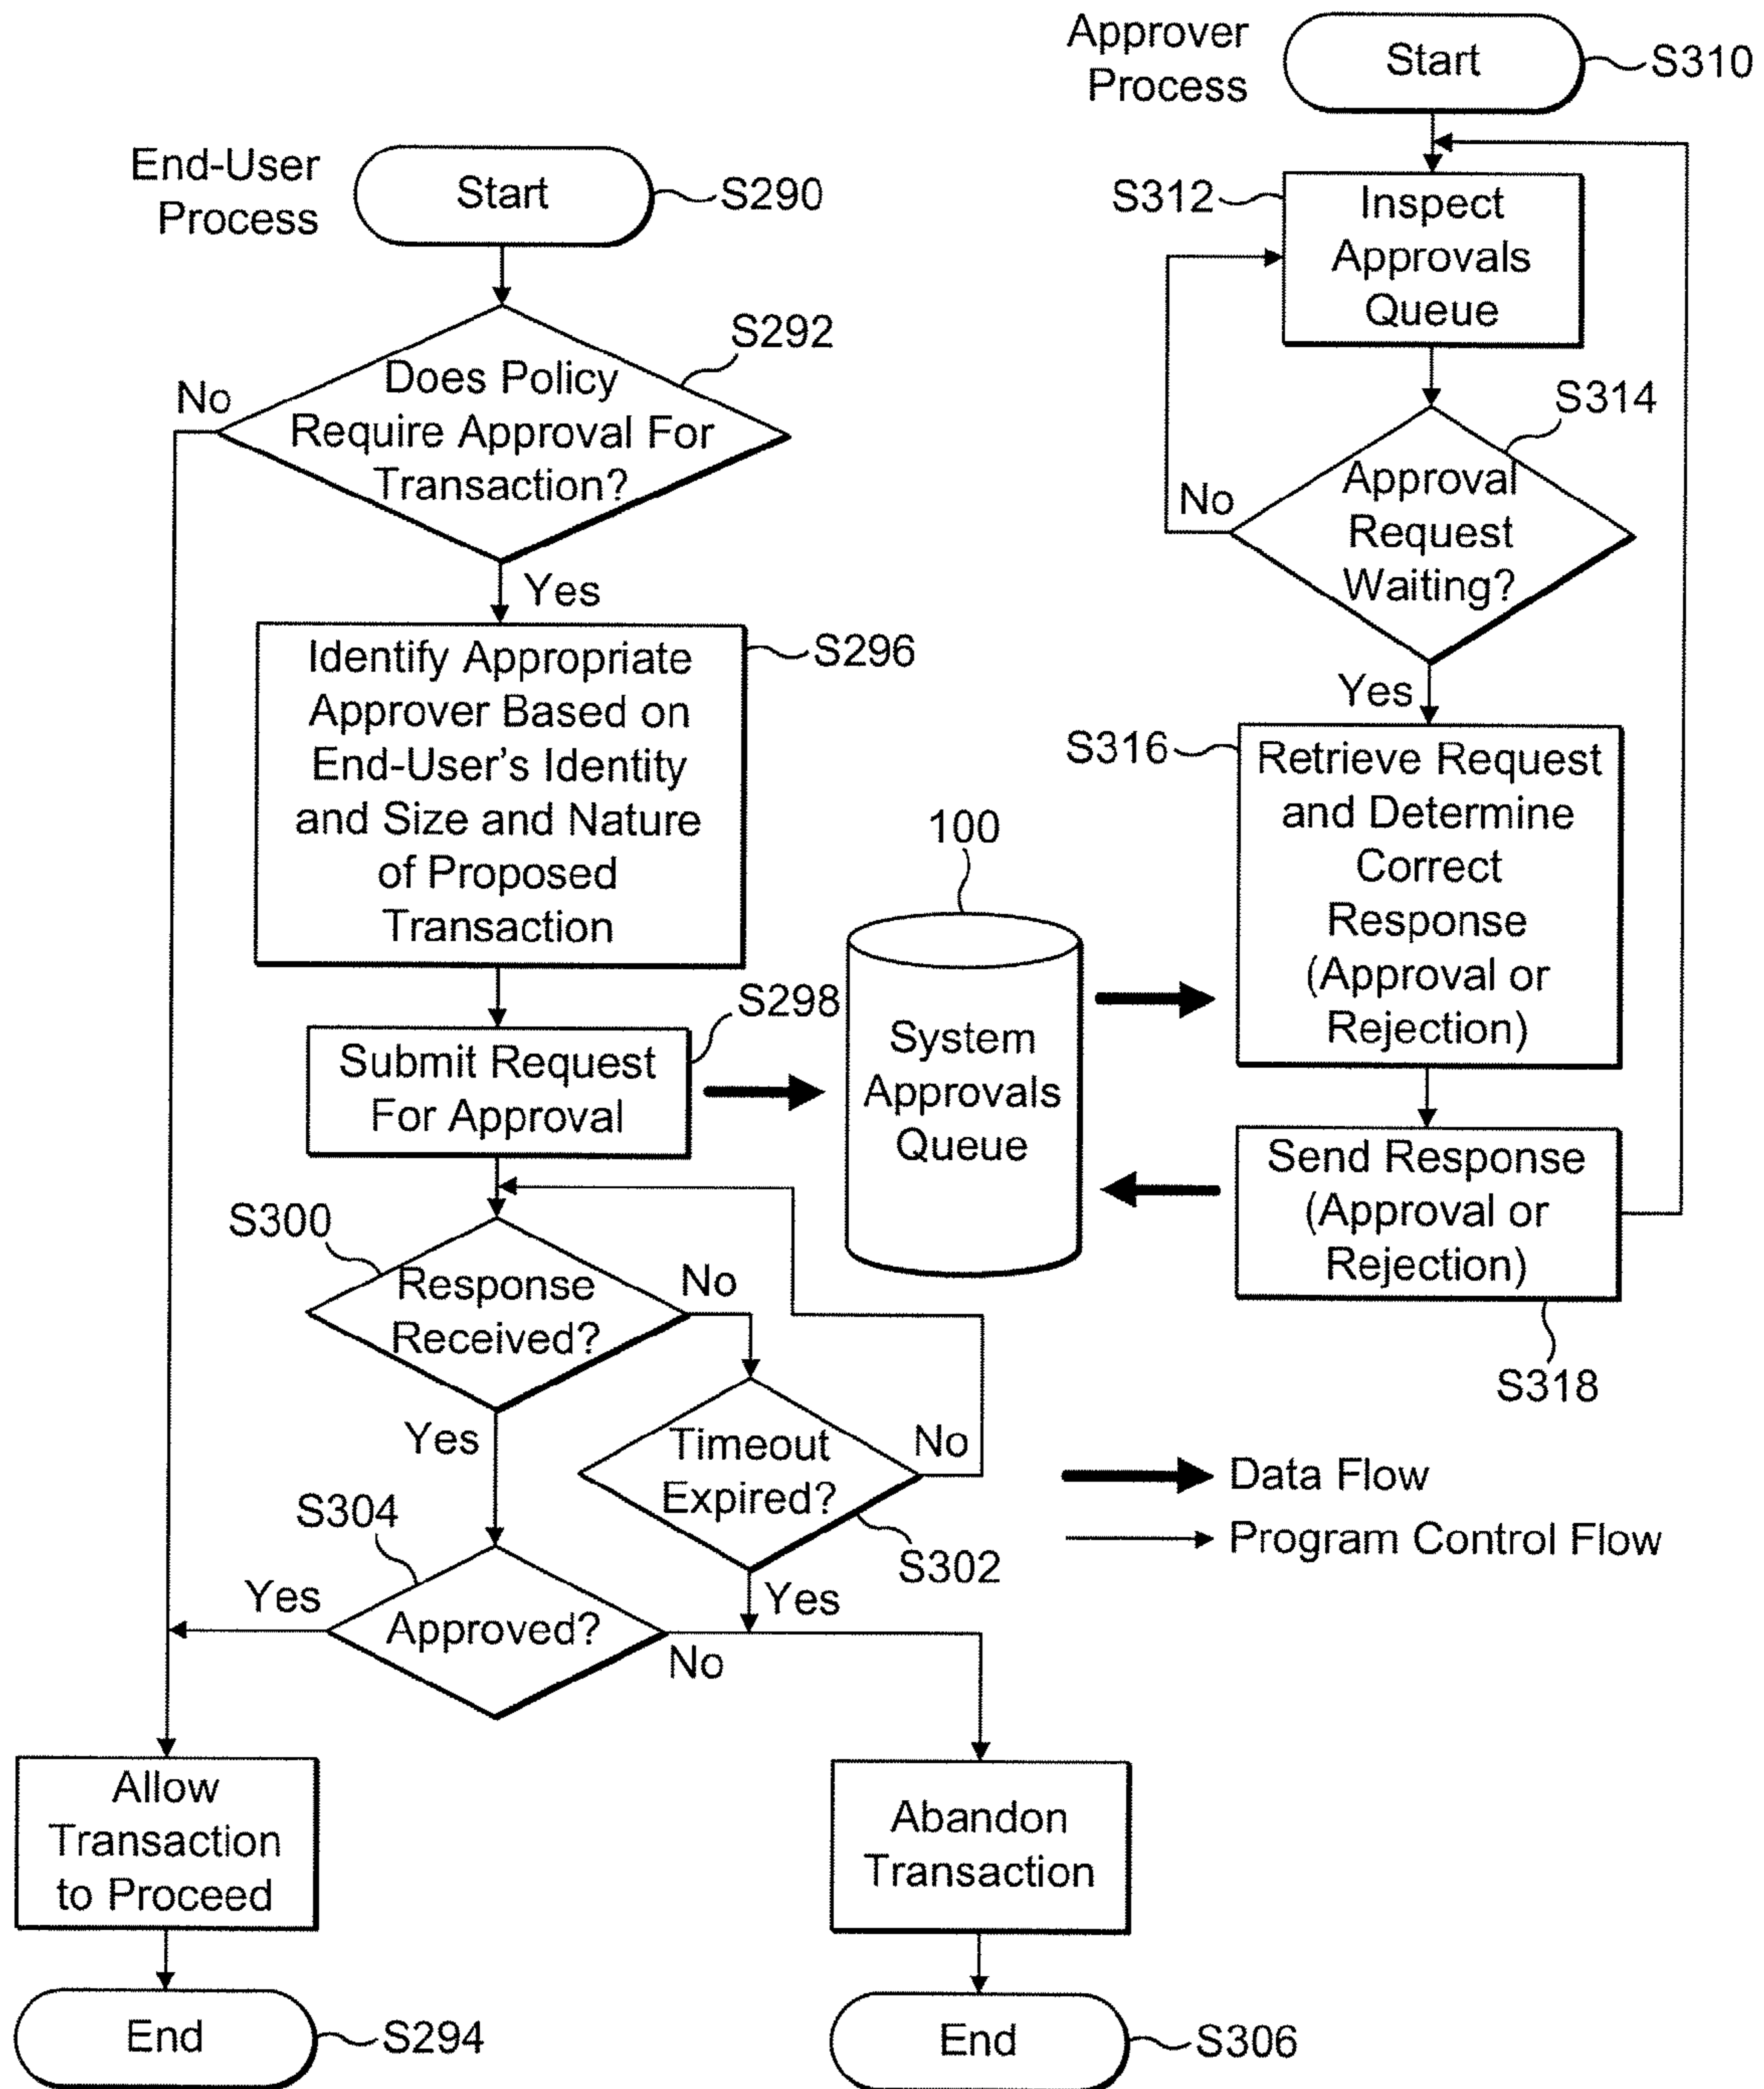 Approver
Process
Start
S310
End-User
Process
Start
S290
S312
Inspect
Approvals
Queue
S292
No
Does Policy
Require Approval For
Transaction?
S314
No
Approval
Request
Waiting?
Yes
Yes
Identify Appropriate
Approver Based on
End-User's Identity
and Size and Nature
of Proposed
Transaction
S296
S316
Retrieve Request
and Determine
Correct
Response
(Approval or
Rejection)
100
System
Approvals
Queue
S298
Submit Request
For Approval
Send Response
(Approval or
Rejection)
S318
S300
Response
Received?
No
Yes
Timeout
Expired?
No
S302
Yes
Data Flow
Program Control Flow
S304
Yes
Approved?
No
Allow
Transaction
to Proceed
Abandon
Transaction
End
S294
End
S306